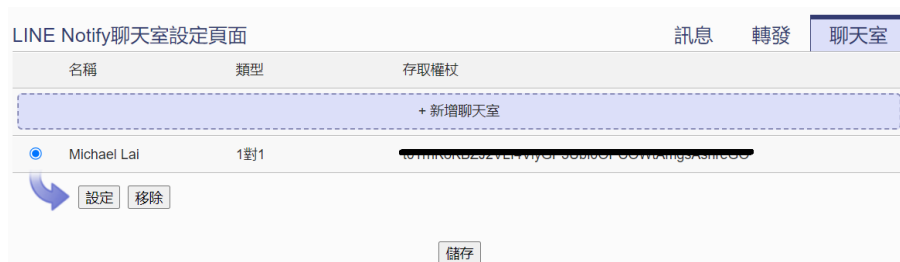 LINE Notify聊天室設定頁面
訊息 轉發 聊天室
名稱 類型 存取權杖
+ 新增聊天室
Michael Lai 1對1
設定 移除
儲存